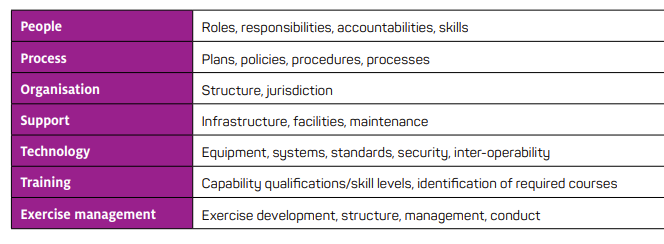 People Roles, responsibilities, accountabilities, skills
Process Plans, policies, procedures, processes
Organisation Structure, jurisdiction
Support Infrastructure, facilities, maintenance
Technology Equipment, systems, standards, security, inter-operability
Training Capability qualifications/skill levels, identification of required courses
Exercise management Exercise development, structure, management, conduct